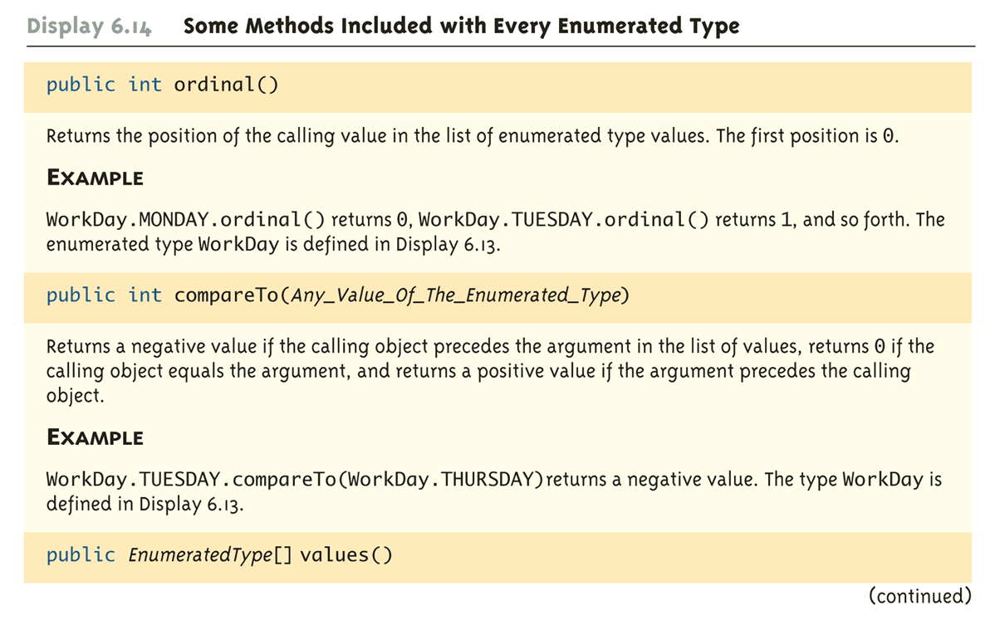 Display 6.14 Some Methods Included with Every Enumerated Type
public int ordinal()
Returns the position of the calling value in the list of enumerated type values. The first position is 0.
EXAMPLE
WorkDay.MONDAY.ordinal() returns 0, WorkDay.TUESDAY.ordinal() returns 1, and so forth. The
enumerated type WorkDay is defined in Display 6.13.
public int compareTo(Any_Value_Of_The_Enumerated_Type)
Returns a negative value if the calling object precedes the argument in the list of values, returns 0 if the
calling object equals the argument, and returns a positive value if the argument precedes the calling
object.
EXAMPLE
WorkDay.TUESDAY.compareTo(WorkDay.THURSDAY)returns a negative value. The type WorkDay is
defined in Display 6.13.
public EnumeratedType[] values()
(continued)